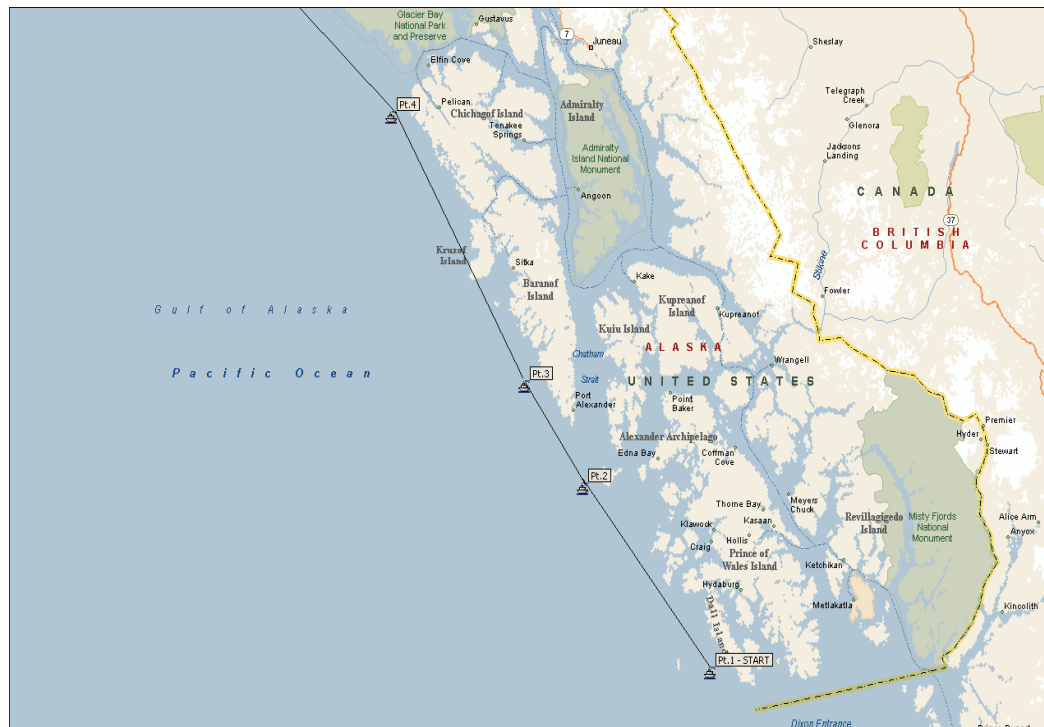 Glacier Bay
National Park
and Preserve
Gustavus
7
Juneau
Sheslay
Elfin Cove
Telegraph
Creek
Pt.4
Pelican
Chichagof Island
Tenakee
Springs
Admiralty
Island
Glenora
Admiralty
Island National
Monument
Jacksons
Landing
Angoon
CANADA
37
BRITISH
COLUMBIA
Kruzof
Island
Sitka
Baranof
Island
Kake
Stikine
Fowler
Kupreanof
Island
Kupreanof
Gulf of Alaska
Kuiu Island
ALASKA
Chatham
Strait
Wrangell
Pacific Ocean
Pt.3
UNITED STATES
Port
Alexander
Point
Baker
Premier
Hyder
Stewart
Alexander Archipelago
Edna Bay
Coffman
Cove
Pt.2
Thorne Bay
Meyers
Chuck
Kasaan
Klawock
Craig
Hollis
Prince of
Wales Island
Revillagigedo
Island
Misty Fjords
National
Monument
Alice Arm
Anyox
Ketchikan
Hydaburg
Metlakatla
Kincolith
Dall Island
Pt.1 - START
Dixon Entrance